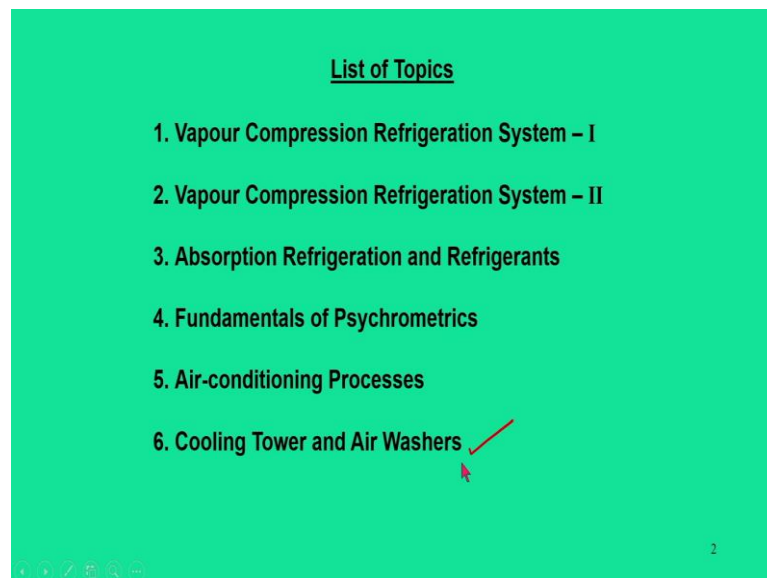 List of Topics
1. Vapour Compression Refrigeration System – I
2. Vapour Compression Refrigeration System – II
3. Absorption Refrigeration and Refrigerants
4. Fundamentals of Psychrometrics
5. Air-conditioning Processes
6. Cooling Tower and Air Washers
2